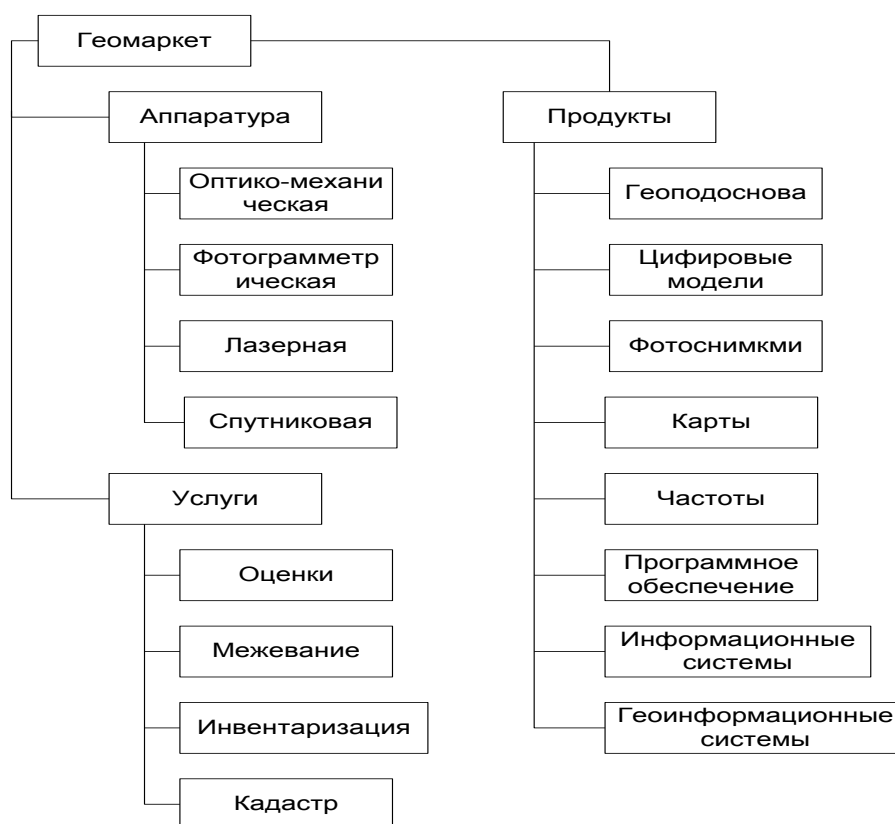 Геомаркет
Аппаратура
Оптико-механи
ческая
Фотограмметр
ическая
Лазерная
Спутниковая
Услуги
Оценки
Межевание
Инвентаризация
Кадастр
Продукты
Геоподоснова
Цифировые
модели
Фотоснимкми
Карты
Частоты
Программное
обеспечение
Информационные
системы
Геоинформационные
системы